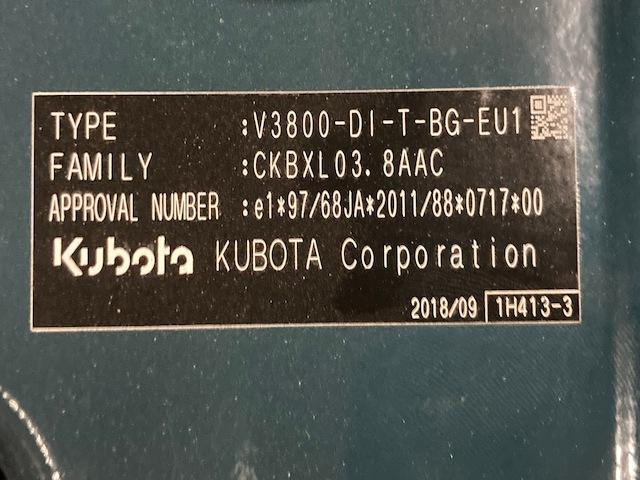 TYPE :V3800-DI-T-BG-EU1
FAMILY :CKBXL03.8AAC
APPROVAL NUMBER :e1*97/68JA*2011/88*0717*00
Kubota KUBOTA Corporation
2018/09 1H413-3